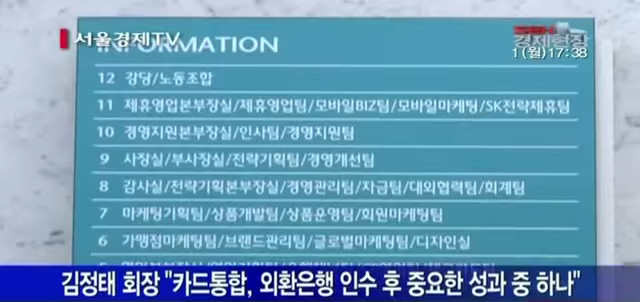 서울경제TV
경제현장
1(월)17:38
INFORMATION
12 강당/노동조합
11 제휴영업본부장실/제휴영업팀/모바일BIZ팀/모바일마케팅/SK전략제휴팀
10 경영지원본부장실/인사팀/경영지원팀
9 사장실/부사장실/전략기획팀/경영개선팀
8 감사실/전략기획본부장실/경영관리팀/자금팀/대외협력팀/회계팀
7 마케팅기획팀/상품개발팀/상품운영팀/회원마케팅팀
6 가맹점마케팅팀/브랜드관리팀/글로벌마케팅팀/디자인실
김정태 회장 "카드통합, 외환은행 인수 후 중요한 성과 중 하나"